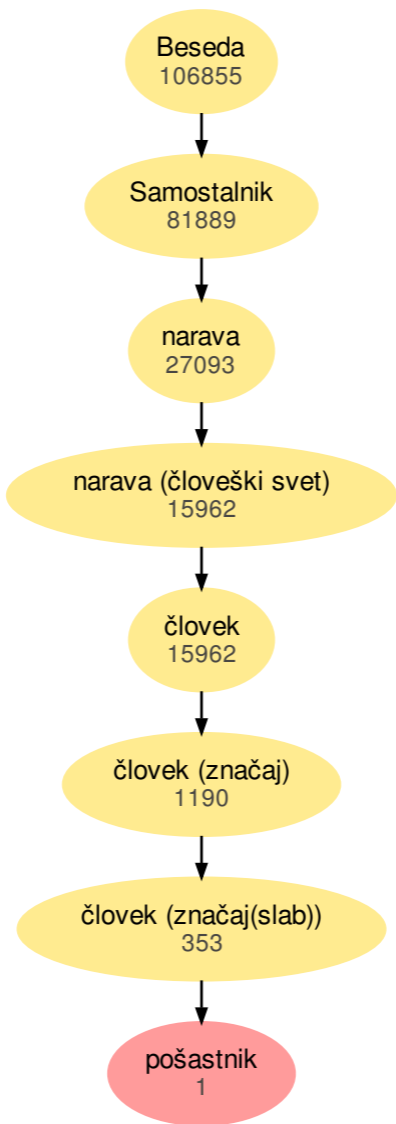 Beseda
106855
Samostalnik
81889
narava
27093
narava (človeški svet)
15962
človek
15962
človek (značaj)
1190
človek (značaj(slab))
353
pošastnik
1